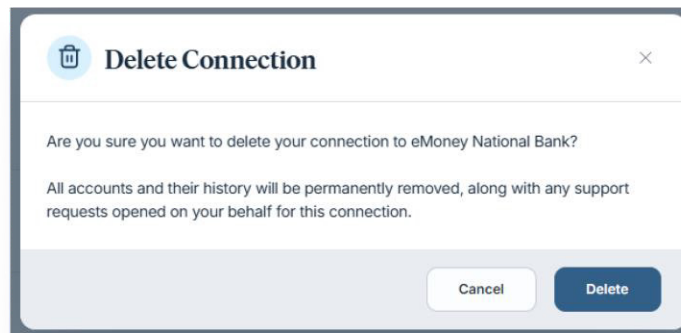 Delete Connection
Are you sure you want to delete your connection to eMoney National Bank?
All accounts and their history will be permanently removed, along with any support
requests opened on your behalf for this connection.
Cancel
Delete